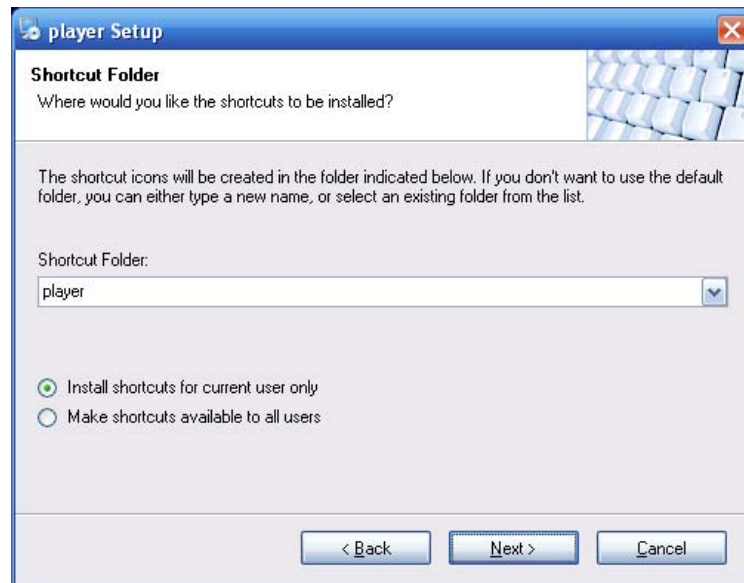 player Setup
Shortcut Folder
Where would you like the shortcuts to be installed?
The shortcut icons will be created in the folder indicated below. If you don't want to use the default
folder, you can either type a new name, or select an existing folder from the list.
Shortcut Folder:
player
Install shortcuts for current user only
Make shortcuts available to all users
< Back
Next >
Cancel